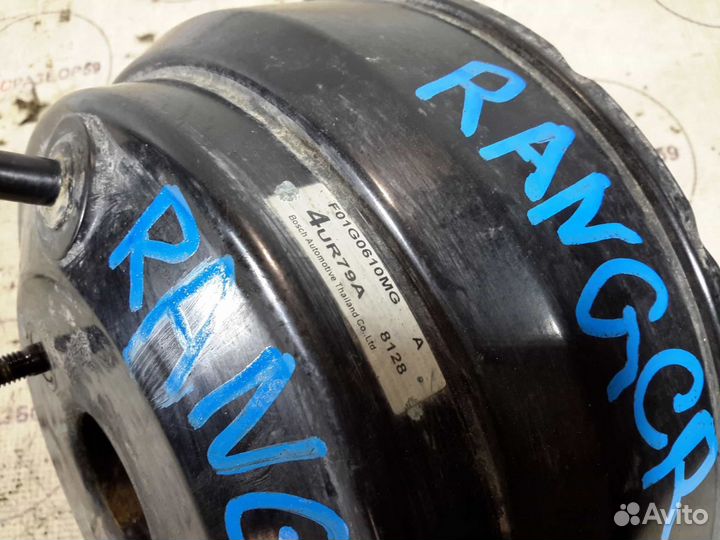 RANGER
RANG
F01G0610MG A
4UR79A 8128
Bosch Automotive Thailand Co., Ltd
Avito